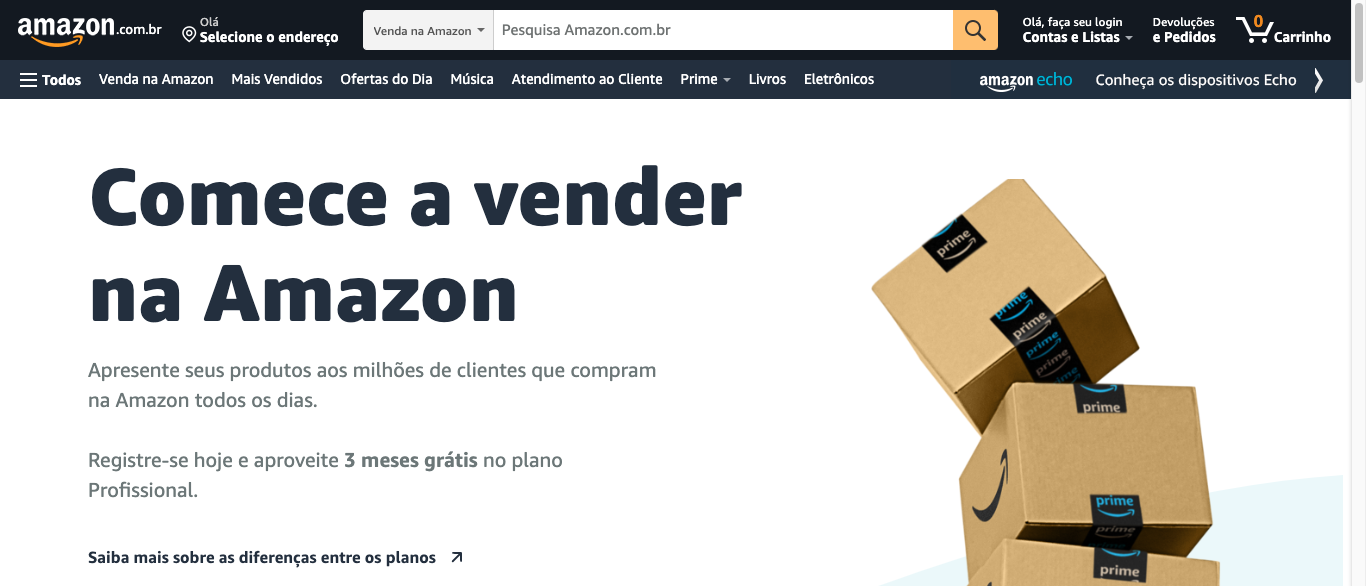 amazon.com.br
Olá
Selecione o endereço
Venda na Amazon
Pesquisa Amazon.com.br
Olá, faça seu login
Contas e Listas
Devoluções
e Pedidos
0
Carrinho
Todos
Venda na Amazon
Mais Vendidos
Ofertas do Dia
Música
Atendimento ao Cliente
Prime
Livros
Eletrônicos
amazon echo
Conheça os dispositivos Echo
Comece a vender
na Amazon
Apresente seus produtos aos milhões de clientes que compram
na Amazon todos os dias.
Registre-se hoje e aproveite 3 meses grátis no plano
Profissional.
Saiba mais sobre as diferenças entre os planos
prime
prime
prime
prime
prime
prime
prime
prime
prime